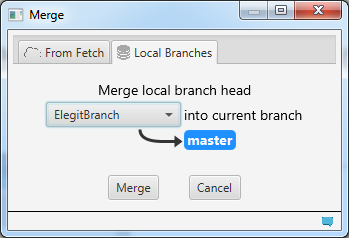 Merge
: From Fetch
Local Branches
Merge local branch head
ElegitBranch into current branch
master
Merge Cancel